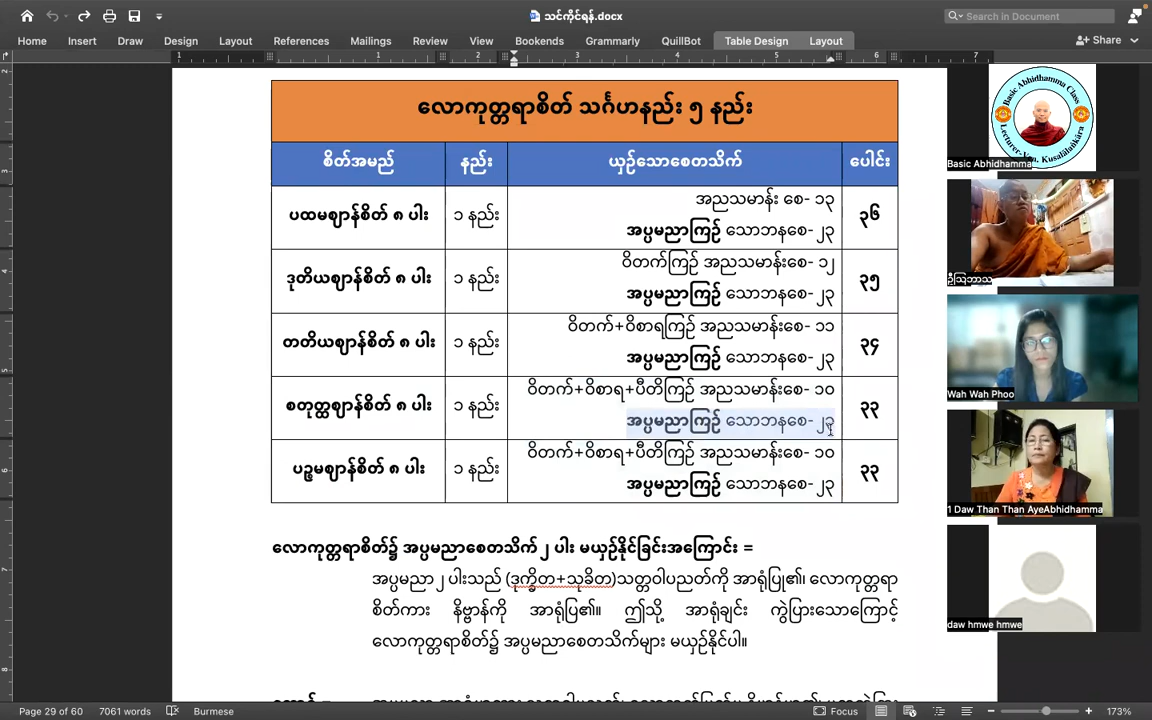 သင်ကိုင်ရန်.docx
Search in Document
Home Insert Draw Design Layout References Mailings Review View Bookends Grammarly QuillBot Table Design Layout Share
လောကုတ္တရာစိတ် သင်္ဂဟနည်း ၅ နည်း
စိတ်အမည် နည်း ယှဉ်သောစေတသိက် ပေါင်း
ပထမဈာန်စိတ် ၈ ပါး ၁ နည်း အညသမာန်း စေ- ၁၃ ၃၆
အပ္ပမညာကြဉ် သောဘနစေ-၂၃
ဒုတိယဈာန်စိတ် ၈ ပါး ၁ နည်း ဝိတက်ကြဉ် အညသမာန်းစေ- ၁၂ ၃၅
အပ္ပမညာကြဉ် သောဘနစေ-၂၃
တတိယဈာန်စိတ် ၈ ပါး ၁ နည်း ဝိတက်+ဝိစာရကြဉ် အညသမာန်းစေ- ၁၁ ၃၄
အပ္ပမညာကြဉ် သောဘနစေ-၂၃
စတုတ္ထဈာန်စိတ် ၈ ပါး ၁ နည်း ဝိတက်+ဝိစာရ+ပီတိကြဉ် အညသမာန်းစေ- ၁၀ ၃၃
အပ္ပမညာကြဉ် သောဘနစေ-၂၃
ပဉ္စမဈာန်စိတ် ၈ ပါး ၁ နည်း ဝိတက်+ဝိစာရ+ပီတိကြဉ် အညသမာန်းစေ- ၁၀ ၃၃
အပ္ပမညာကြဉ် သောဘနစေ-၂၃
လောကုတ္တရာစိတ်၌ အပ္ပမညာစေတသိက် ၂ ပါး မယှဉ်နိုင်ခြင်းအကြောင်း =
အပ္ပမညာ ၂ ပါးသည် (ဒုက္ခိတ+သုခိတ)သတ္တဝါပညတ်ကို အာရုံပြု၏၊ လောကုတ္တရာ
စိတ်ကား နိဗ္ဗာန်ကို အာရုံပြု၏။ ဤသို့ အာရုံချင်း ကွဲပြားသောကြောင့်
လောကုတ္တရာစိတ်၌ အပ္ပမညာစေတသိက်များ မယှဉ်နိုင်ပါ။
Basic Abhidhamma Class
Lecturer-Ven. Kusalālaṅkāra
Basic Abhidhamma
ဦးဩဘာသ
Wah Wah Phoo
1 Daw Than Than AyeAbhidhamma
daw hmwe hmwe
Page 29 of 60 7061 words Burmese Focus 173%